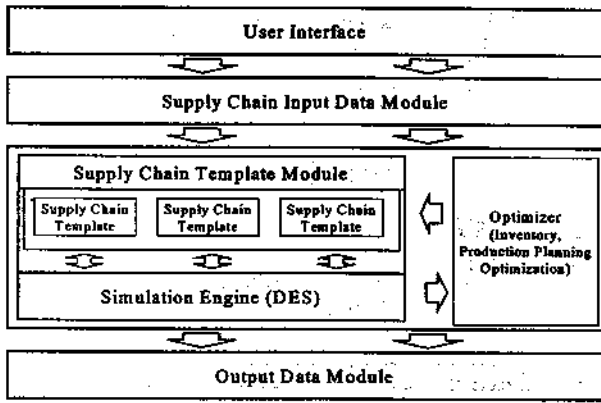 User Interface
Supply Chain Input Data Module
Supply Chain Template Module
Supply Chain
Template
Supply Chain
Template
Supply Chain
Template
Optimizer
(Inventory,
Production Planning
Optimization)
Simulation Engine (DES)
Output Data Module